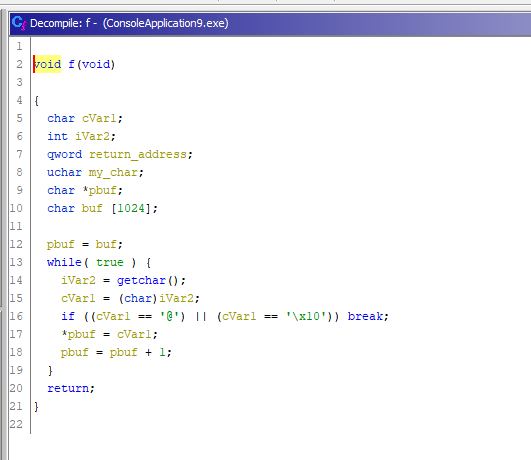 Decompile: f - (ConsoleApplication9.exe)
1
2 void f(void)
3
4 {
5 char cVar1;
6 int iVar2;
7 qword return_address;
8 uchar my_char;
9 char *pbuf;
10 char buf [1024];
11
12 pbuf = buf;
13 while( true ) {
14 iVar2 = getchar();
15 cVar1 = (char)iVar2;
16 if ((cVar1 == '@') || (cVar1 == '\x10')) break;
17 *pbuf = cVar1;
18 pbuf = pbuf + 1;
19 }
20 return;
21 }
22